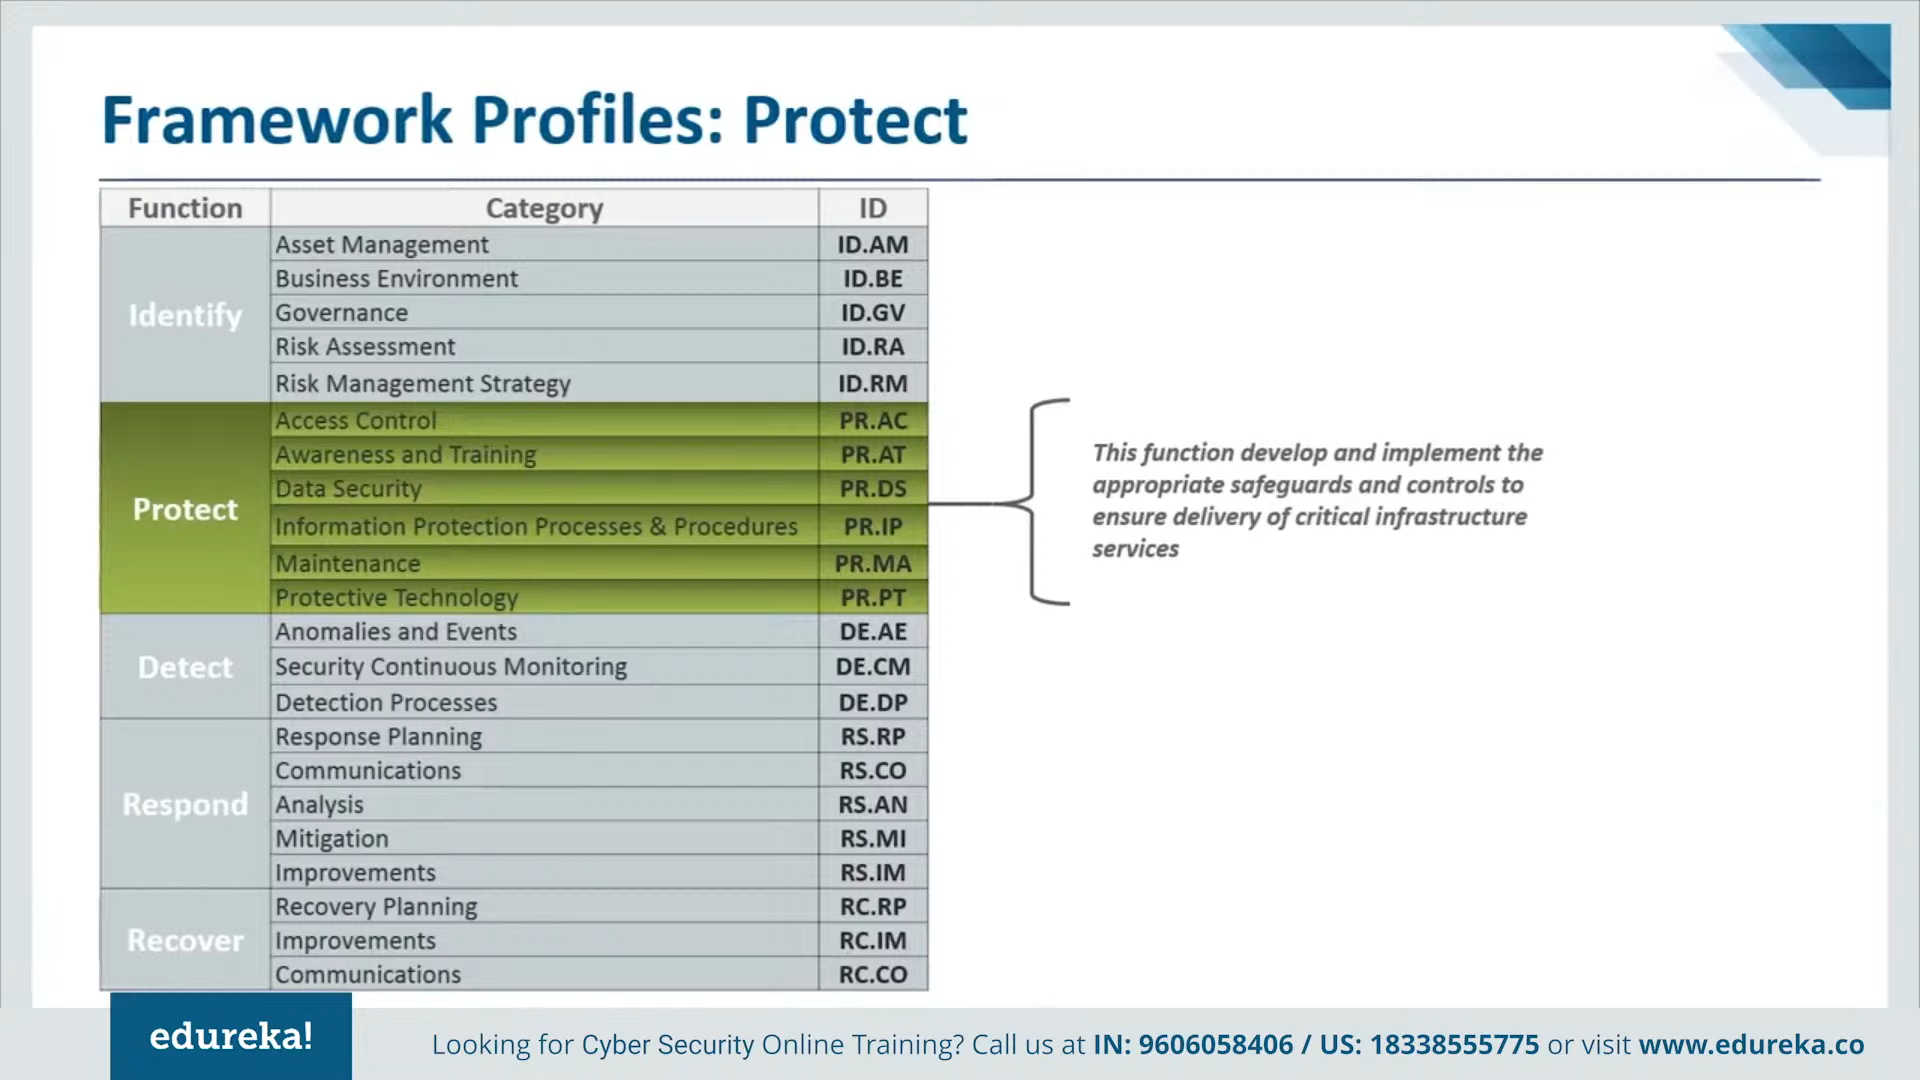 Framework Profiles: Protect
Function Category ID
Identify
Asset Management ID.AM
Business Environment ID.BE
Governance ID.GV
Risk Assessment ID.RA
Risk Management Strategy ID.RM
Protect
Access Control PR.AC
Awareness and Training PR.AT
Data Security PR.DS
Information Protection Processes & Procedures PR.IP
Maintenance PR.MA
Protective Technology PR.PT
This function develop and implement the
appropriate safeguards and controls to
ensure delivery of critical infrastructure
services
Detect
Anomalies and Events DE.AE
Security Continuous Monitoring DE.CM
Detection Processes DE.DP
Respond
Response Planning RS.RP
Communications RS.CO
Analysis RS.AN
Mitigation RS.MI
Improvements RS.IM
Recover
Recovery Planning RC.RP
Improvements RC.IM
Communications RC.CO
edureka!
Looking for Cyber Security Online Training? Call us at IN: 9606058406 / US: 18338555775 or visit www.edureka.co